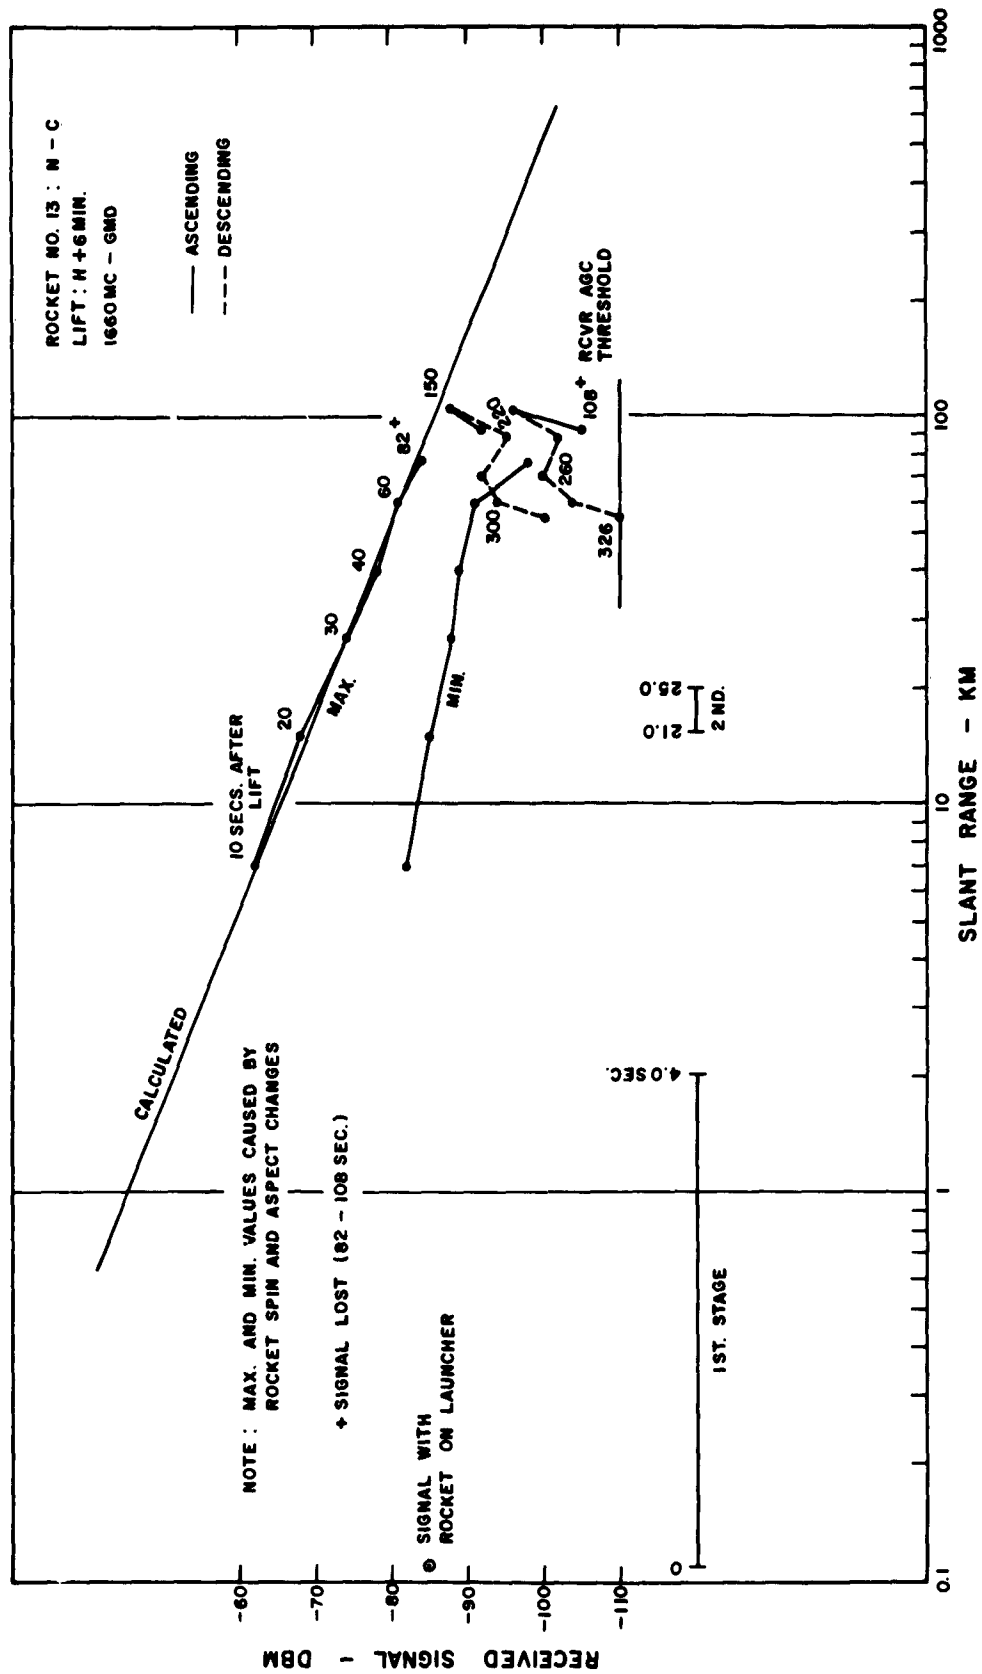 ROCKET NO. 13 : N - C
LIFT : H + 6 MIN.
1660 MC - GMD
ASCENDING
DESCENDING
CALCULATED
10 SECS. AFTER
LIFT
20
30
40
60
82+
150
MAX.
MIN.
220
260
300
326
108+
RCVR AGC
THRESHOLD
NOTE : MAX. AND MIN. VALUES CAUSED BY
ROCKET SPIN AND ASPECT CHANGES
+ SIGNAL LOST (82 - 108 SEC.)
SIGNAL WITH
ROCKET ON LAUNCHER
0
4.0 SEC.
1 ST. STAGE
21.0
25.0
2 ND.
-60
-70
-80
-90
-100
-110
RECEIVED SIGNAL - DBM
0.1
1
10
100
1000
SLANT RANGE - KM